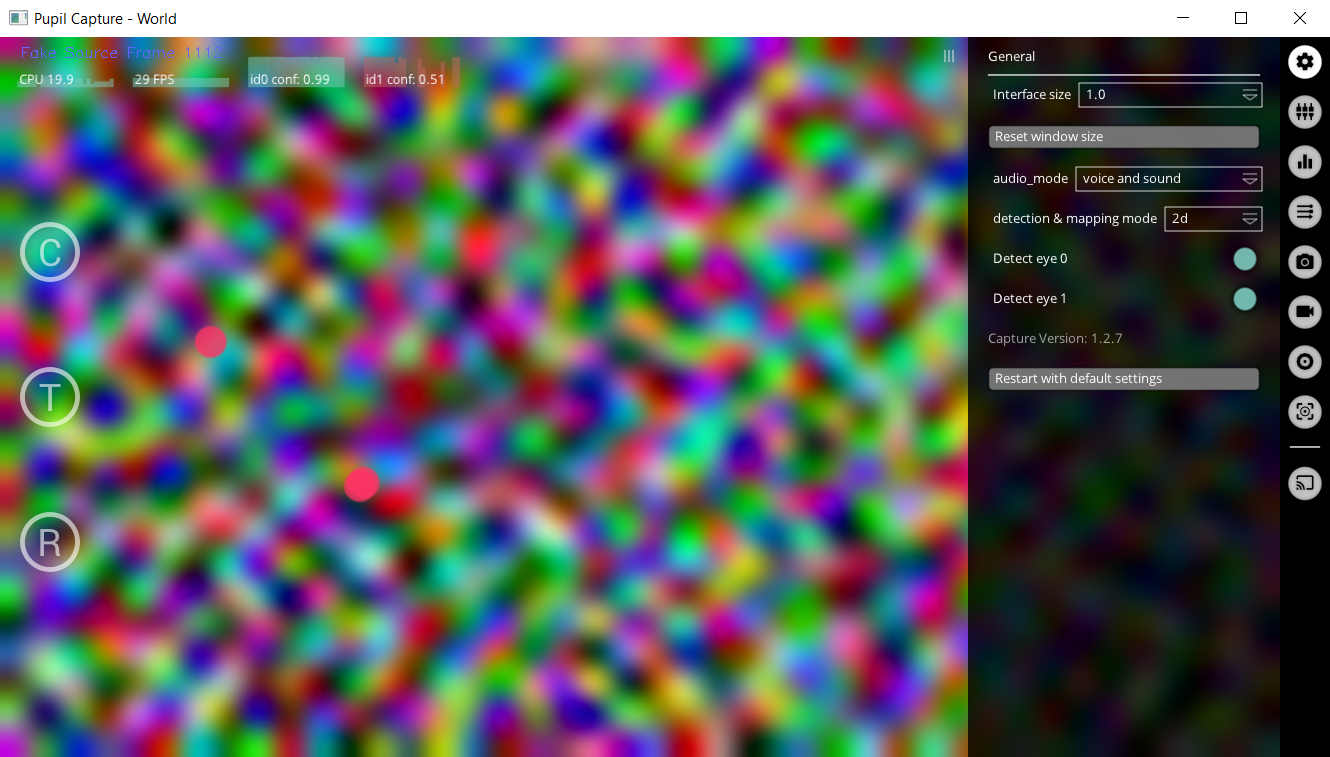 Pupil Capture - World
Fake Source Frame 111
CPU 19.9
29 FPS
id0 conf: 0.99
id1 conf: 0.51
C
T
R
General
Interface size 1.0
Reset window size
audio_mode voice and sound
detection & mapping mode 2d
Detect eye 0
Detect eye 1
Capture Version: 1.2.7
Restart with default settings